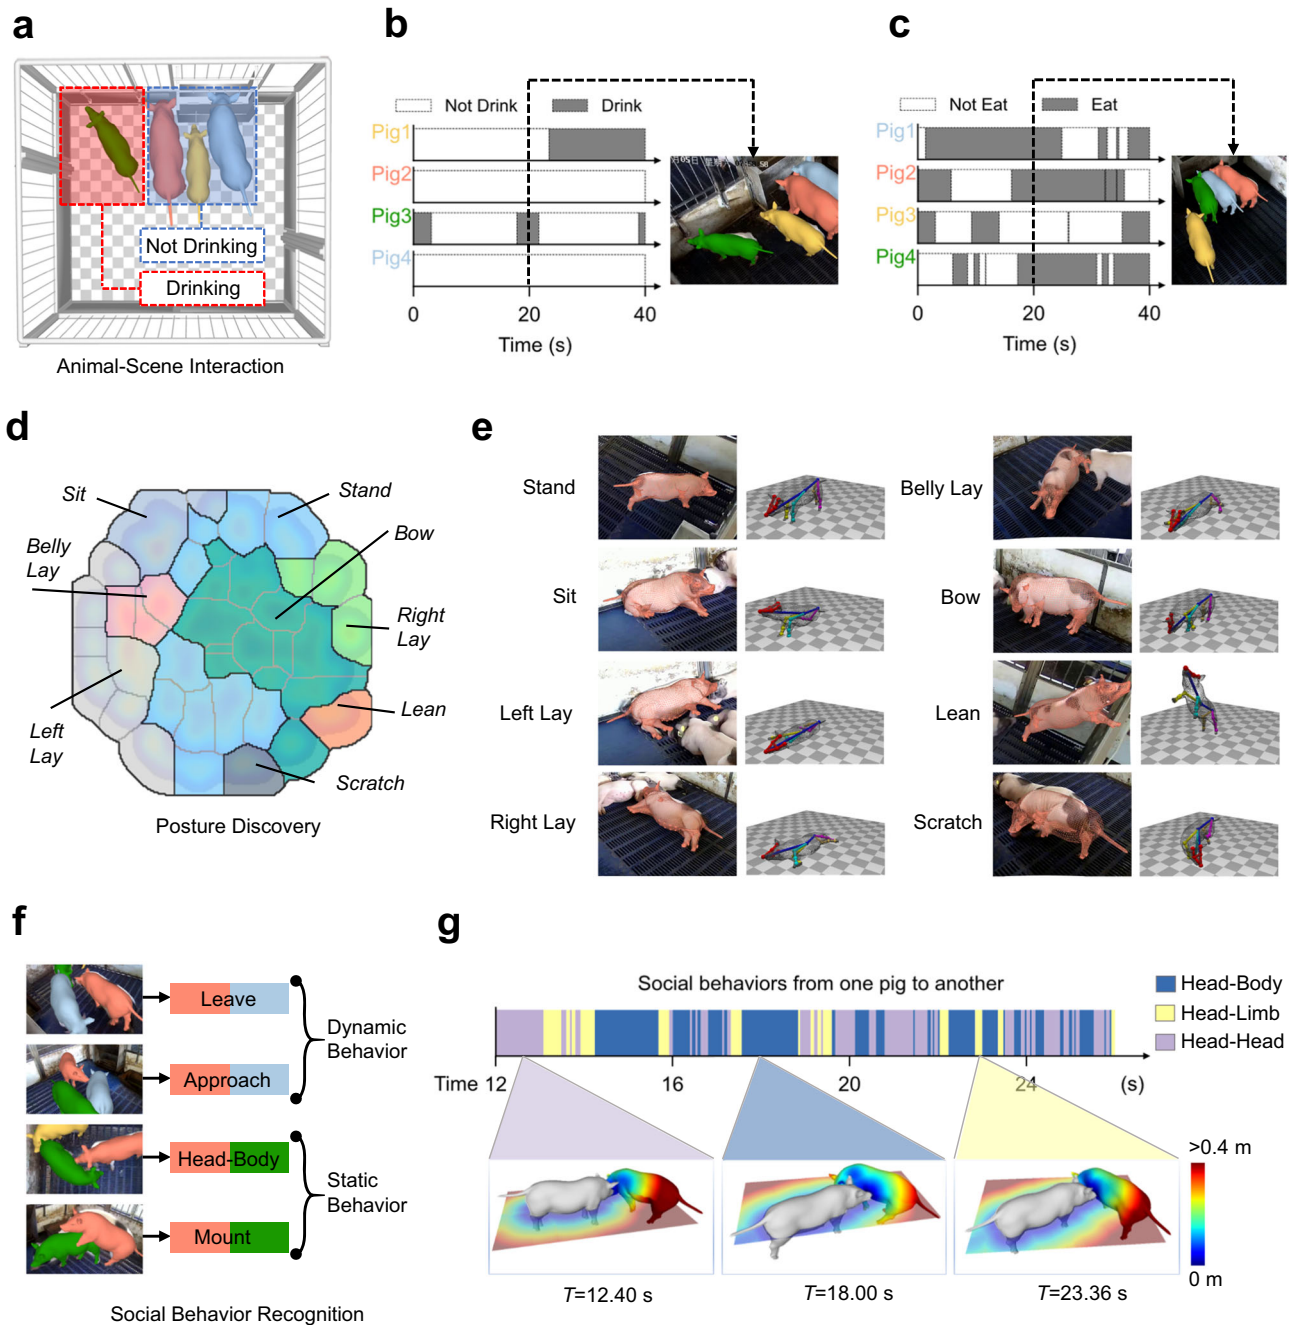 a
Not Drinking
Drinking
Animal-Scene Interaction
b
Not Drink
Drink
Pig1
Pig2
Pig3
Pig4
0
20
40
Time (s)
c
Not Eat
Eat
Pig1
Pig2
Pig3
Pig4
0
20
40
Time (s)
d
Sit
Stand
Bow
Belly
Lay
Right
Lay
Left
Lay
Lean
Scratch
Posture Discovery
e
Stand
Belly Lay
Sit
Bow
Left Lay
Lean
Right Lay
Scratch
f
Leave
Approach
Dynamic
Behavior
Head-Body
Mount
Static
Behavior
Social Behavior Recognition
g
Social behaviors from one pig to another
Head-Body
Head-Limb
Head-Head
Time 12 16 20 24 (s)
>0.4 m
0 m
T=12.40 s
T=18.00 s
T=23.36 s